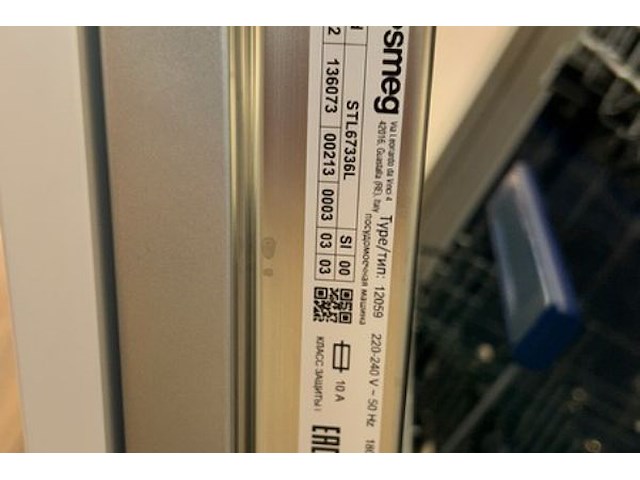 smeg
Via Leonardo da Vinci 4
42016, Guastalla (RE), Italy
Type/тип: 12059
посудомоечная машина
220-240 V ~ 50 Hz
STL67336L SI 00
2 136073 00213 0003 03 03
10 A
КЛАСС ЗАЩИТЫ I
EAC